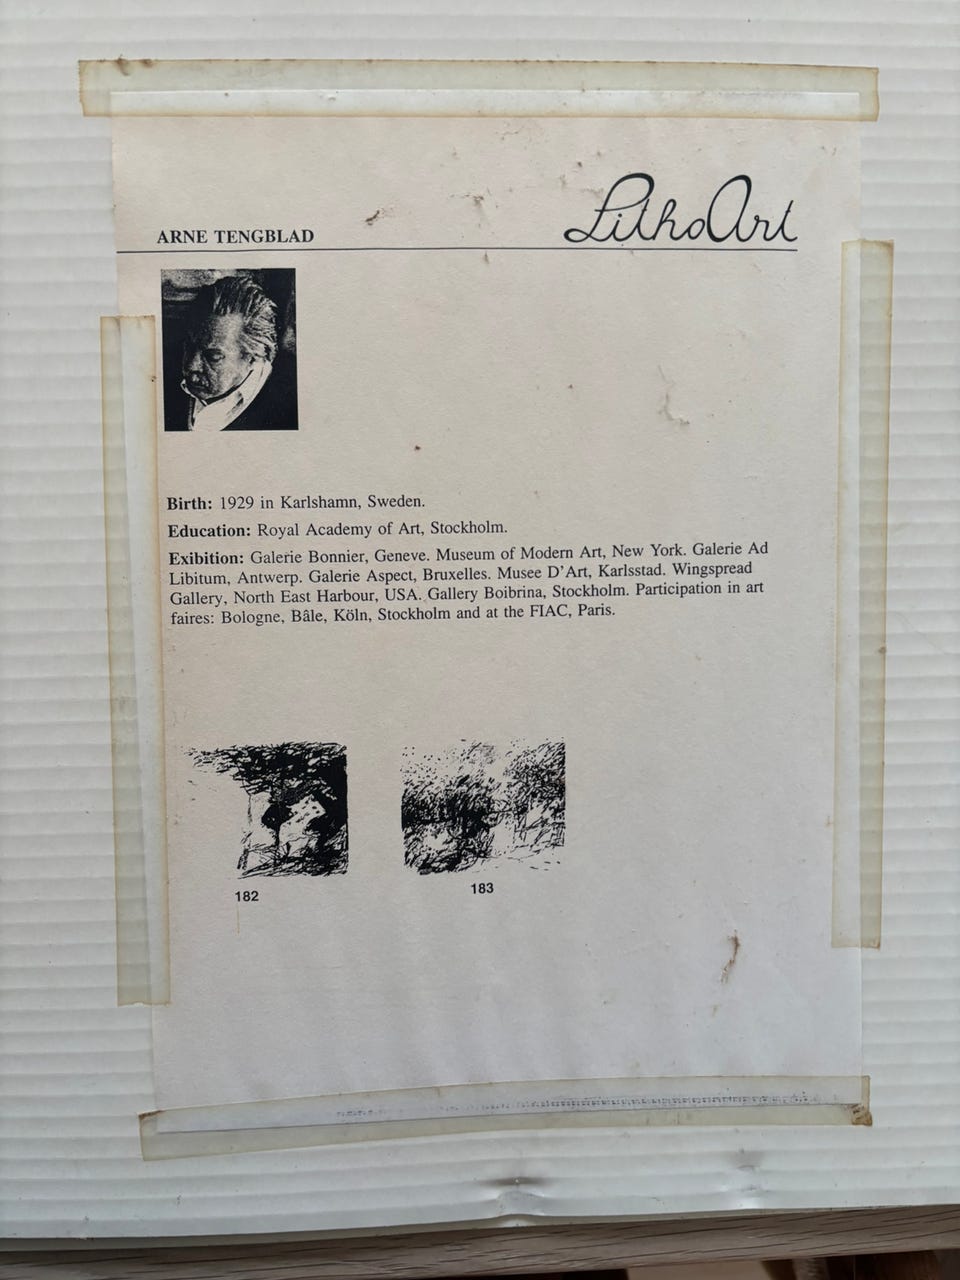 ARNE TENGBLAD
LithoArt
Birth: 1929 in Karlshamn, Sweden.
Education: Royal Academy of Art, Stockholm.
Exibition: Galerie Bonnier, Geneve. Museum of Modern Art, New York. Galerie Ad
Libitum, Antwerp. Galerie Aspect, Bruxelles. Musee D'Art, Karlsstad. Wingspread
Gallery, North East Harbour, USA. Gallery Boibrina, Stockholm. Participation in art
faires: Bologne, Bâle, Köln, Stockholm and at the FIAC, Paris.
182
183